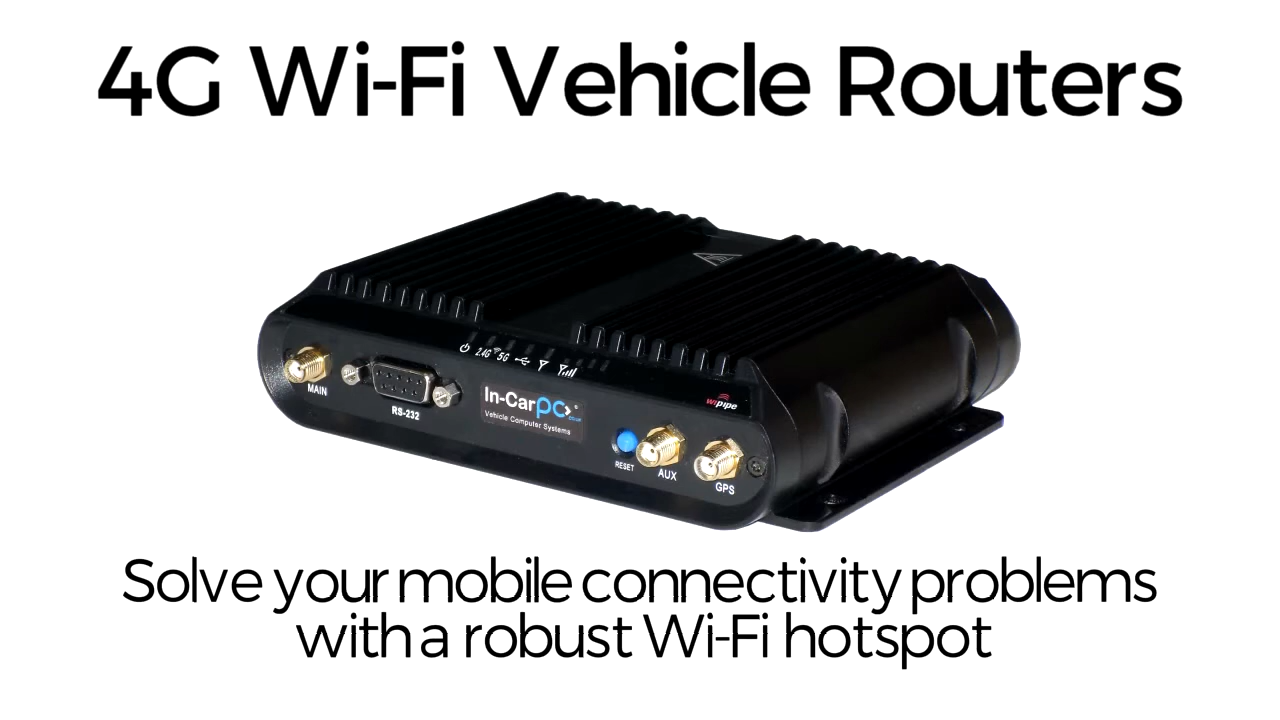 4G Wi-Fi Vehicle Routers
2.4G 5G
MAIN
RS-232
In-Carpc
Vehicle Computer Systems
wipipe
RESET
AUX
GPS
Solve your mobile connectivity problems
with a robust Wi-Fi hotspot